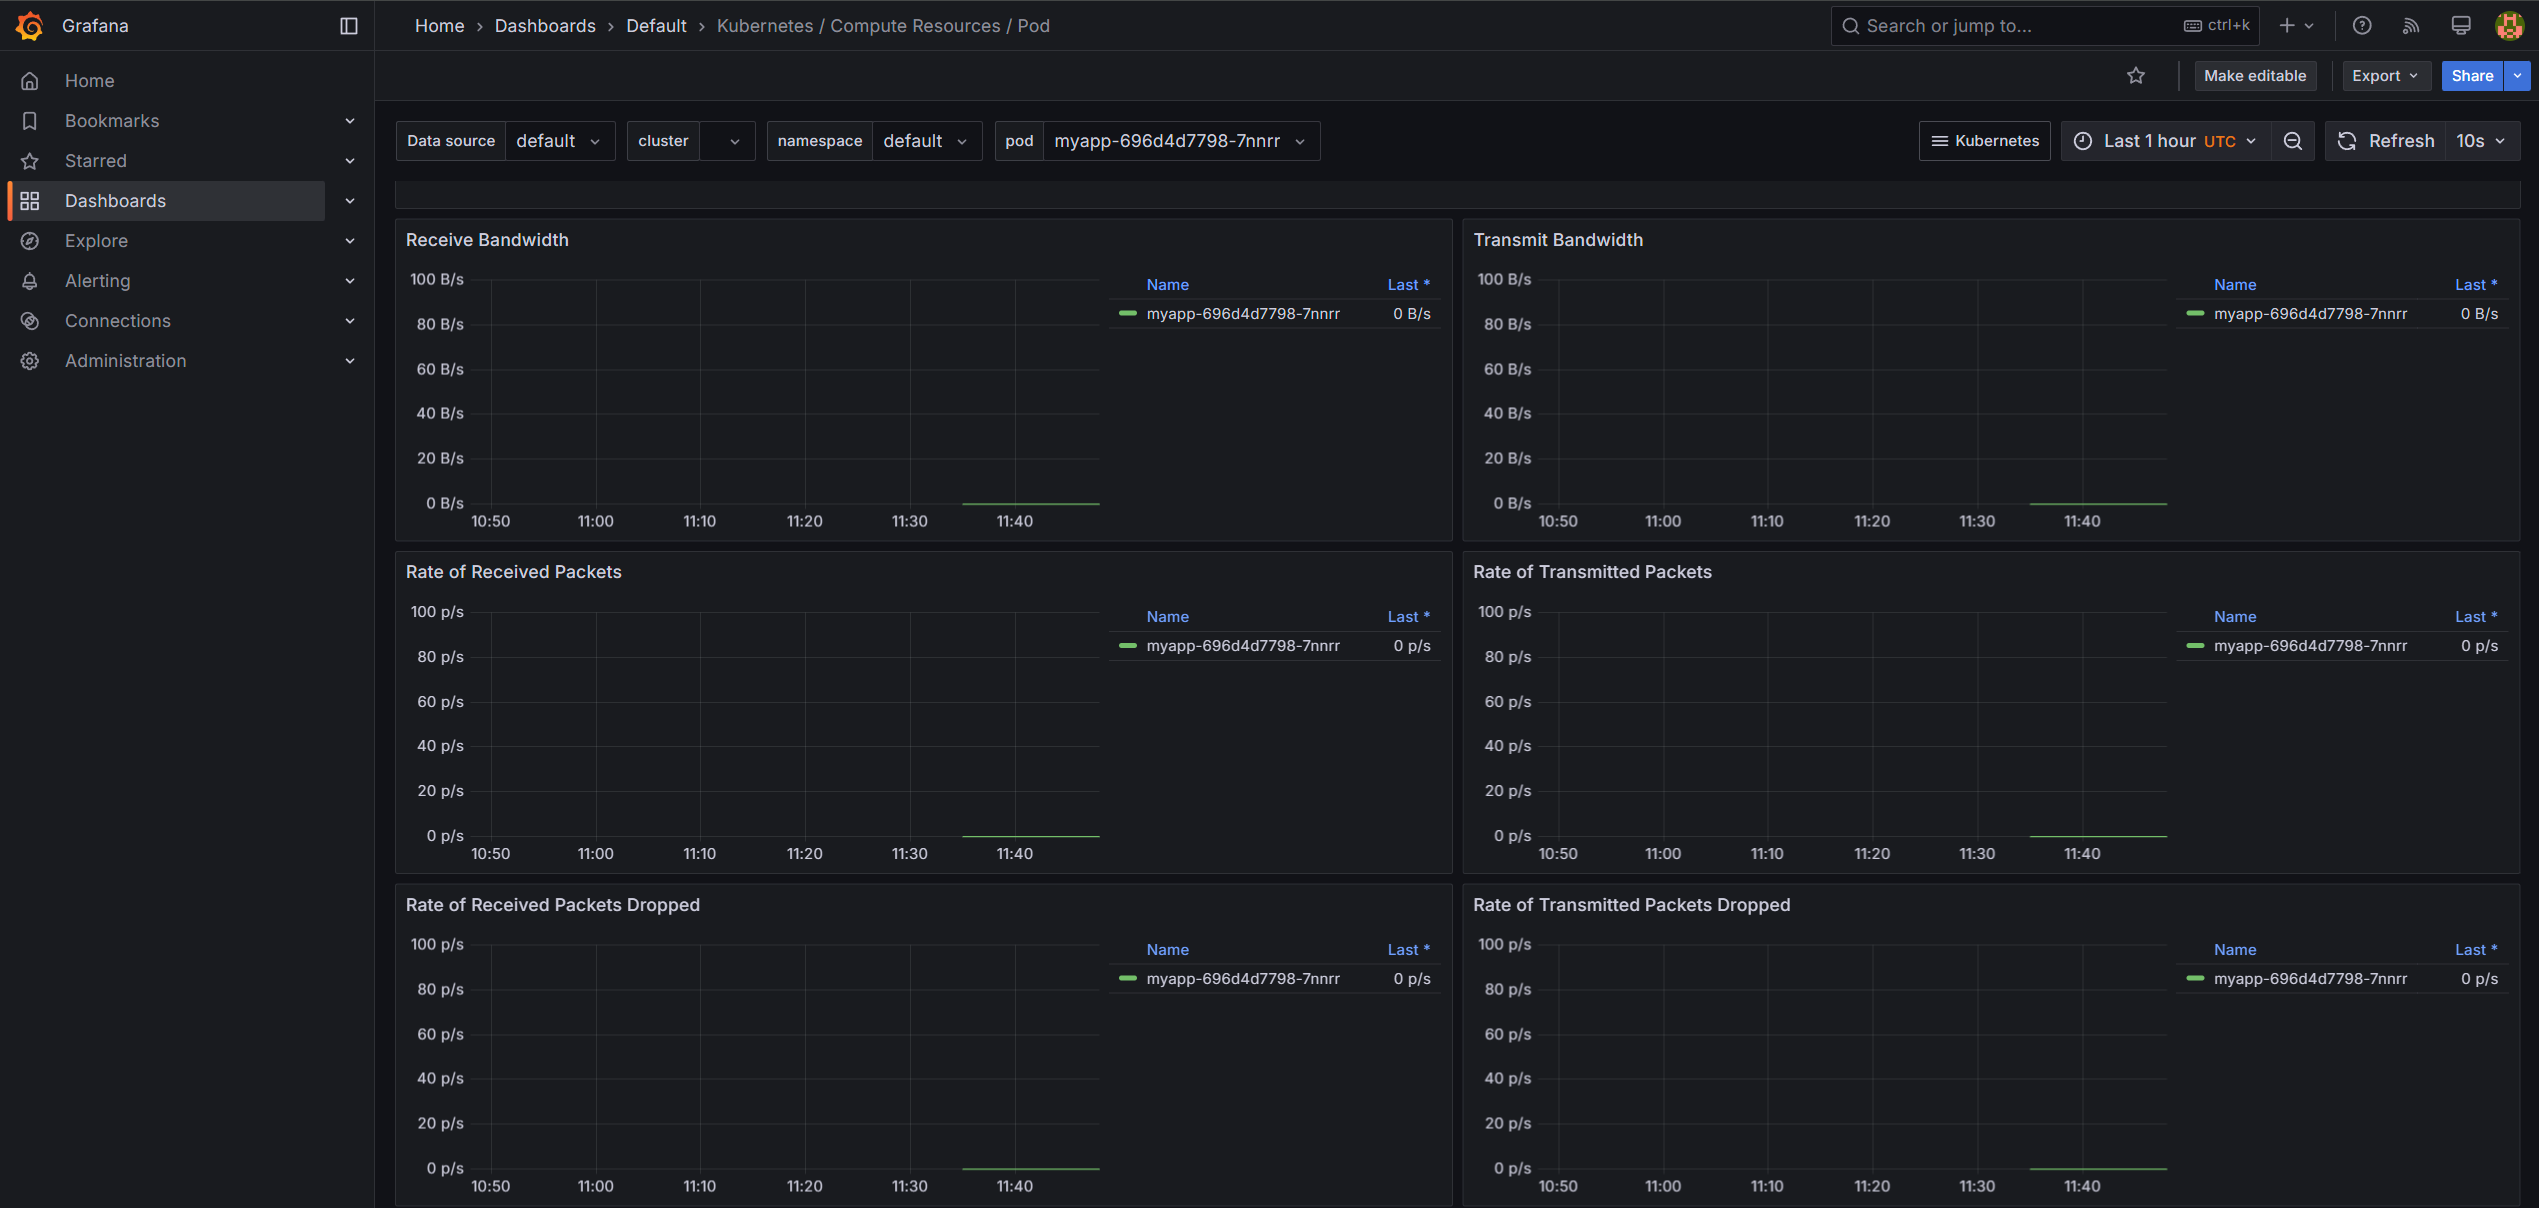 Grafana
Home › Dashboards › Default › Kubernetes / Compute Resources / Pod
Search or jump to...
ctrl+k
Home
Bookmarks
Starred
Dashboards
Explore
Alerting
Connections
Administration
Make editable
Export
Share
Data source default
cluster
namespace default
pod myapp-696d4d7798-7nnrr
Kubernetes
Last 1 hour UTC
Refresh 10s
Receive Bandwidth
100 B/s
80 B/s
60 B/s
40 B/s
20 B/s
0 B/s
10:50 11:00 11:10 11:20 11:30 11:40
Name Last *
myapp-696d4d7798-7nnrr 0 B/s
Transmit Bandwidth
100 B/s
80 B/s
60 B/s
40 B/s
20 B/s
0 B/s
10:50 11:00 11:10 11:20 11:30 11:40
Name Last *
myapp-696d4d7798-7nnrr 0 B/s
Rate of Received Packets
100 p/s
80 p/s
60 p/s
40 p/s
20 p/s
0 p/s
10:50 11:00 11:10 11:20 11:30 11:40
Name Last *
myapp-696d4d7798-7nnrr 0 p/s
Rate of Transmitted Packets
100 p/s
80 p/s
60 p/s
40 p/s
20 p/s
0 p/s
10:50 11:00 11:10 11:20 11:30 11:40
Name Last *
myapp-696d4d7798-7nnrr 0 p/s
Rate of Received Packets Dropped
100 p/s
80 p/s
60 p/s
40 p/s
20 p/s
0 p/s
10:50 11:00 11:10 11:20 11:30 11:40
Name Last *
myapp-696d4d7798-7nnrr 0 p/s
Rate of Transmitted Packets Dropped
100 p/s
80 p/s
60 p/s
40 p/s
20 p/s
0 p/s
10:50 11:00 11:10 11:20 11:30 11:40
Name Last *
myapp-696d4d7798-7nnrr 0 p/s